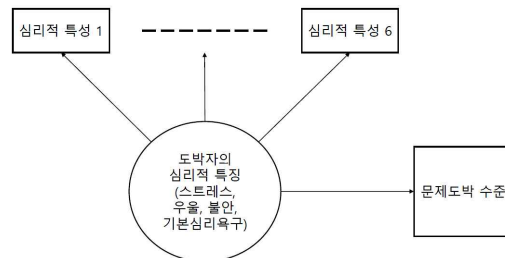 심리적 특성 1
심리적 특성 6
도박자의
심리적 특징
(스트레스,
우울, 불안,
기본심리욕구)
문제도박 수준